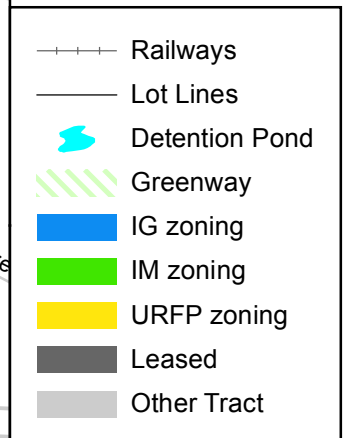 Railways
Lot Lines
Detention Pond
Greenway
IG zoning
IM zoning
URFP zoning
Leased
Other Tract